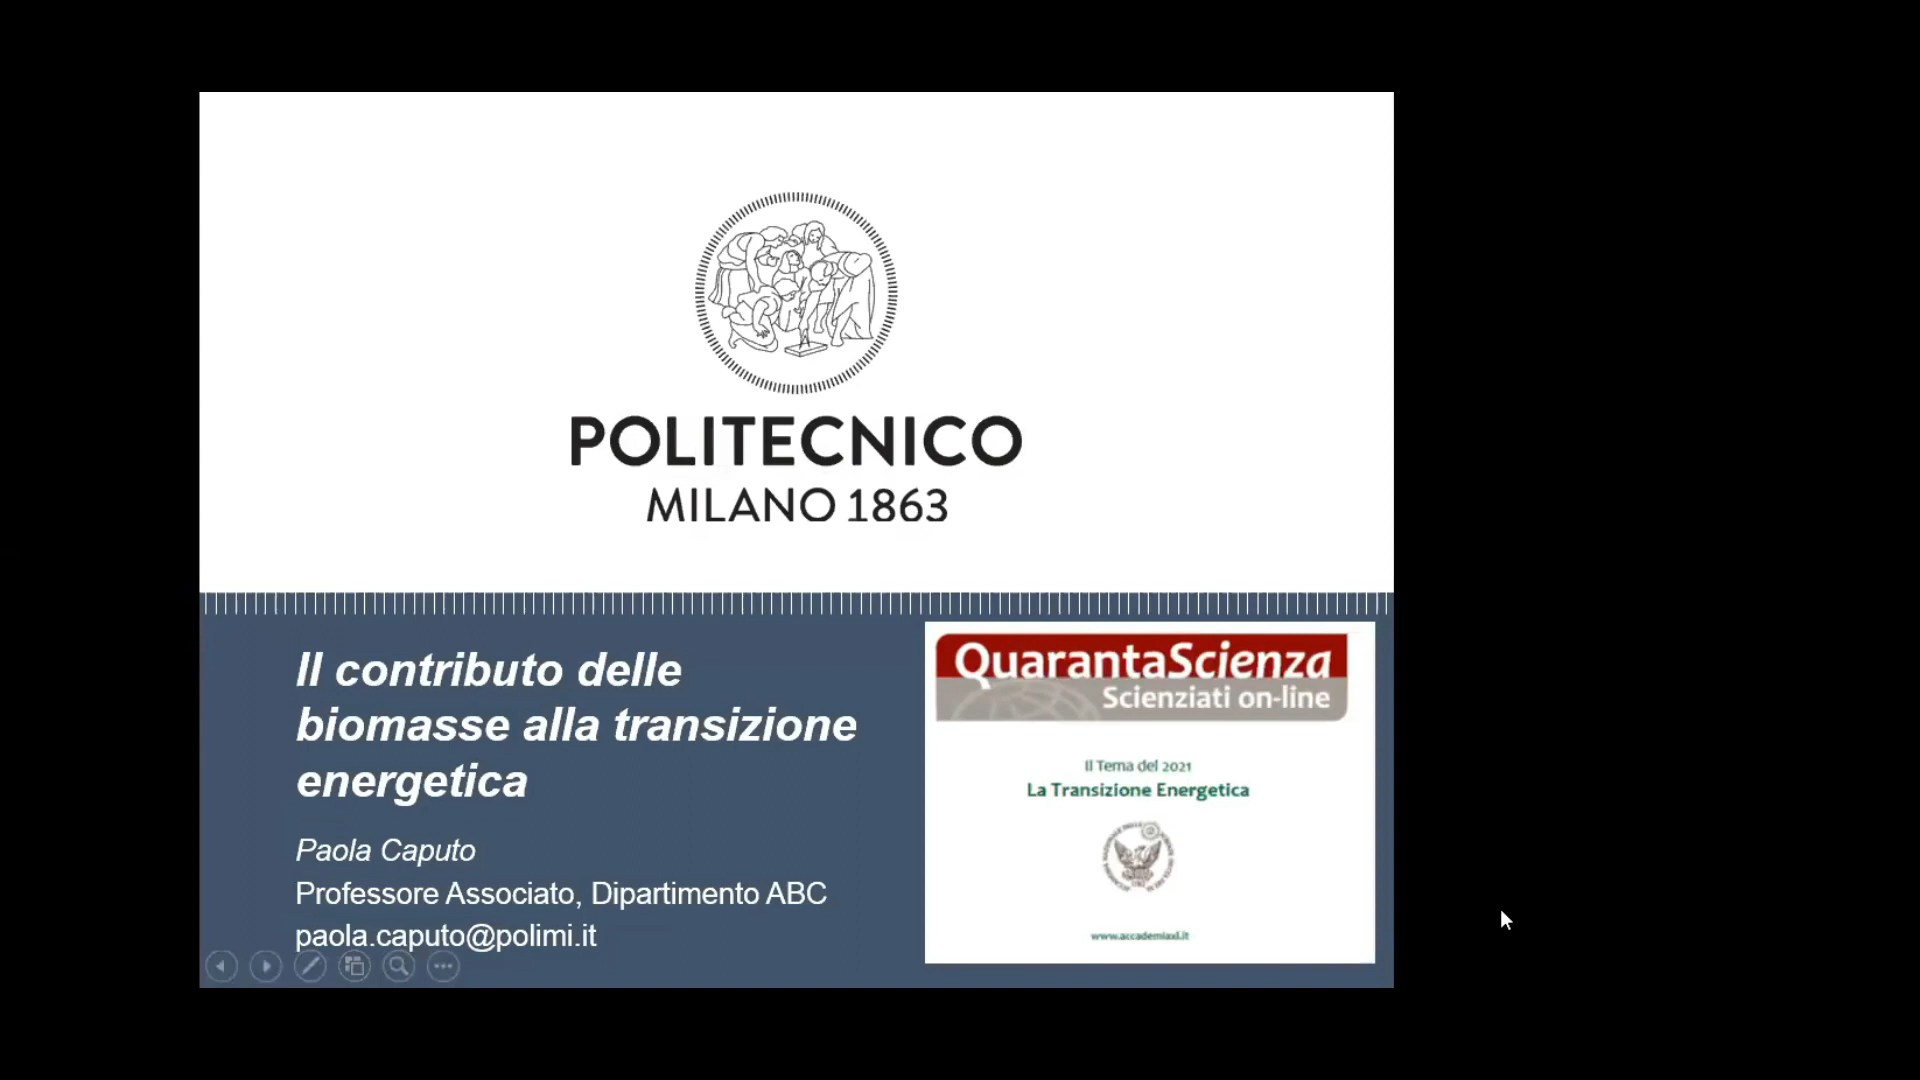 POLITECNICO
MILANO 1863
Il contributo delle
biomasse alla transizione
energetica
Paola Caputo
Professore Associato, Dipartimento ABC
paola.caputo@polimi.it
QuarantaScienza
Scienziati on-line
Il Tema del 2021
La Transizione Energetica
www.accademiaxl.it